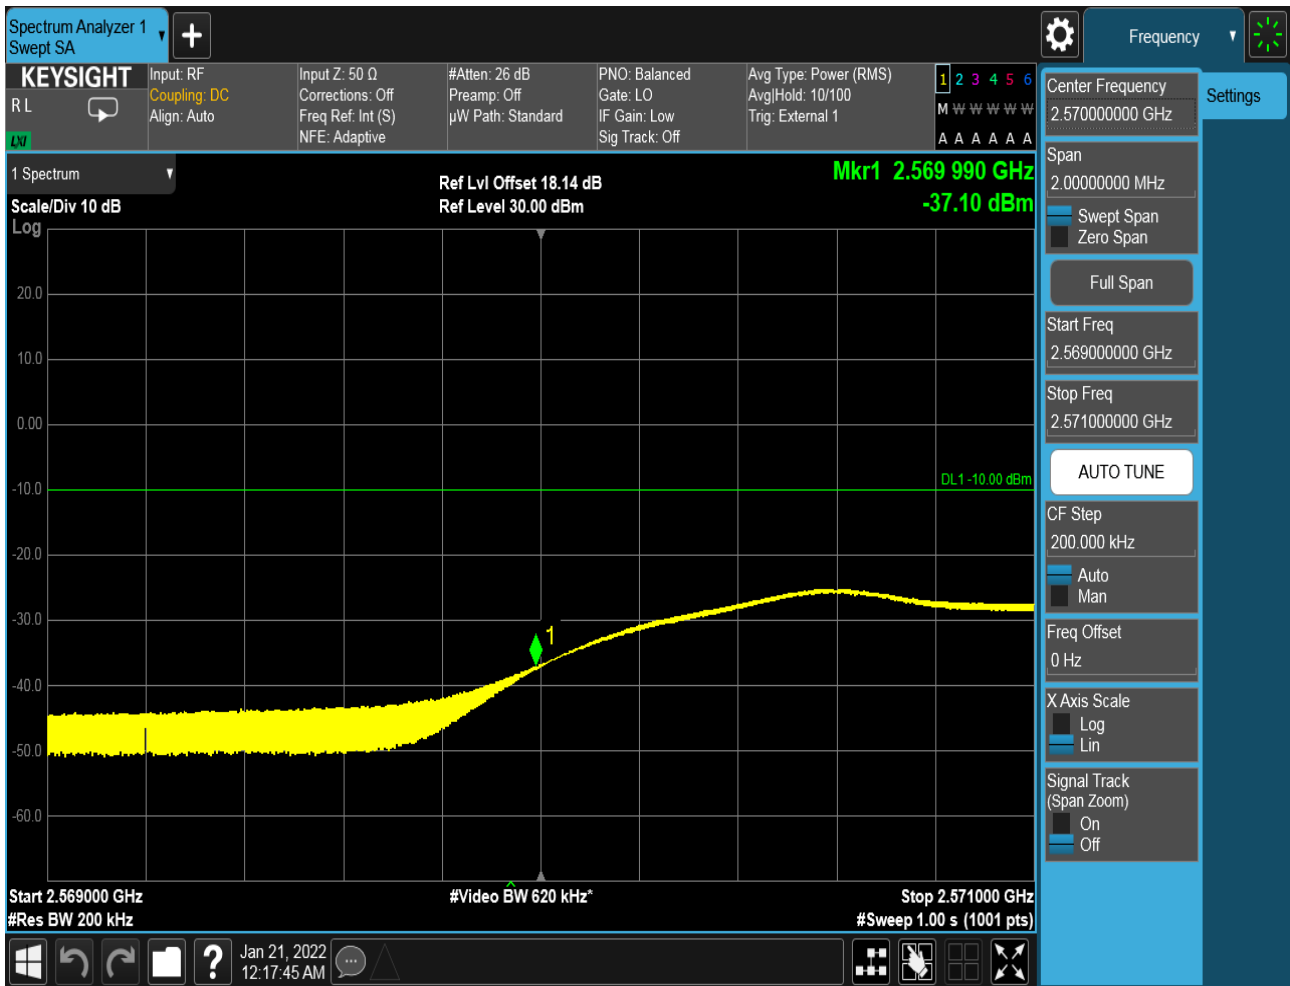 Spectrum Analyzer 1
Swept SA
Frequency
KEYSIGHT
R L
LXI
Input: RF
Coupling: DC
Align: Auto
Input Z: 50 Ω
Corrections: Off
Freq Ref: Int (S)
NFE: Adaptive
#Atten: 26 dB
Preamp: Off
µW Path: Standard
PNO: Balanced
Gate: LO
IF Gain: Low
Sig Track: Off
Avg Type: Power (RMS)
Avg|Hold: 10/100
Trig: External 1
1 2 3 4 5 6
M W W W W W
A A A A A A
1 Spectrum
Scale/Div 10 dB
Log
Ref Lvl Offset 18.14 dB
Ref Level 30.00 dBm
Mkr1 2.569 990 GHz
-37.10 dBm
20.0
10.0
0.00
-10.0
-20.0
-30.0
-40.0
-50.0
-60.0
DL1 -10.00 dBm
1
Start 2.569000 GHz
#Res BW 200 kHz
#Video BW 620 kHz*
Stop 2.571000 GHz
#Sweep 1.00 s (1001 pts)
Jan 21, 2022
12:17:45 AM
Center Frequency
2.570000000 GHz
Settings
Span
2.00000000 MHz
Swept Span
Zero Span
Full Span
Start Freq
2.569000000 GHz
Stop Freq
2.571000000 GHz
AUTO TUNE
CF Step
200.000 kHz
Auto
Man
Freq Offset
0 Hz
X Axis Scale
Log
Lin
Signal Track
(Span Zoom)
On
Off